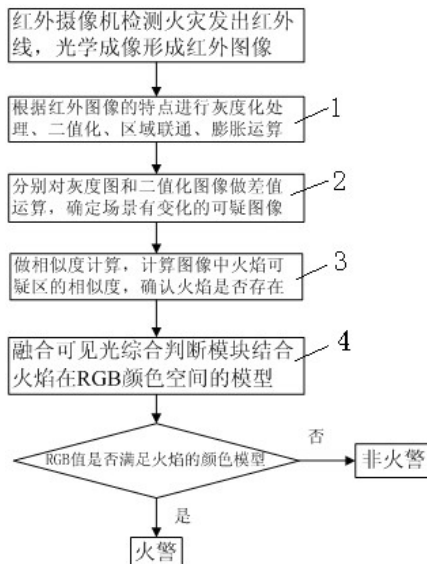 红外摄像机检测火灾发出红外
线，光学成像形成红外图像
1
根据红外图像的特点进行灰度化处
理、二值化、区域联通、膨胀运算
2
分别对灰度图和二值化图像做差值
运算，确定场景有变化的可疑图像
3
做相似度计算，计算图像中火焰可
疑区的相似度，确认火焰是否存在
4
融合可见光综合判断模块结合
火焰在RGB颜色空间的模型
RGB值是否满足火焰的颜色模型
否
非火警
是
火警